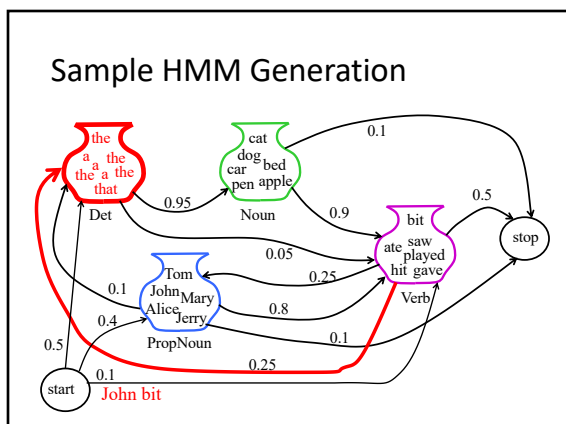 Sample HMM Generation
the
a a the
the a the
that
Det
cat
dog
car bed
pen apple
Noun
0.1
0.95
0.9
0.5
bit
ate saw
played
hit gave
Verb
stop
0.05
0.25
Tom
John Mary
Alice
Jerry
PropNoun
0.1
0.8
0.1
0.4
0.5
0.25
0.1
start
John bit